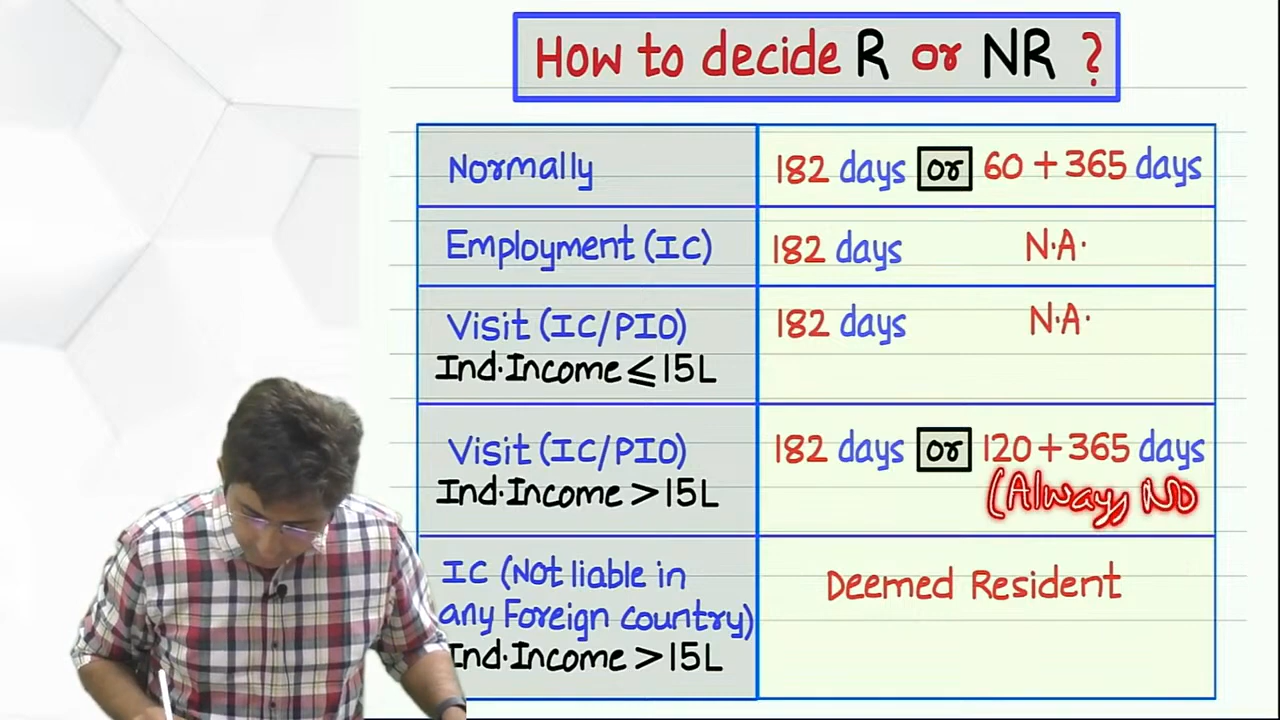 How to decide R or NR ?
Normally
182 days or 60 + 365 days
Employment (IC)
182 days N.A.
Visit (IC/PIO)
Ind. Income ≤ 15L
182 days N.A.
Visit (IC/PIO)
Ind. Income > 15L
182 days or 120 + 365 days
(Always NO
IC (Not liable in
any Foreign country)
Ind. Income > 15L
Deemed Resident